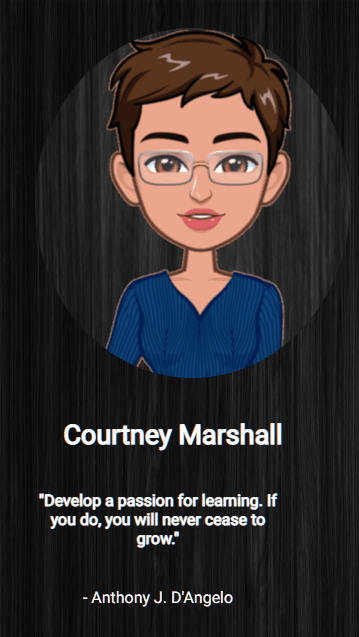 Courtney Marshall
"Develop a passion for learning. If
you do, you will never cease to
grow."
- Anthony J. D'Angelo